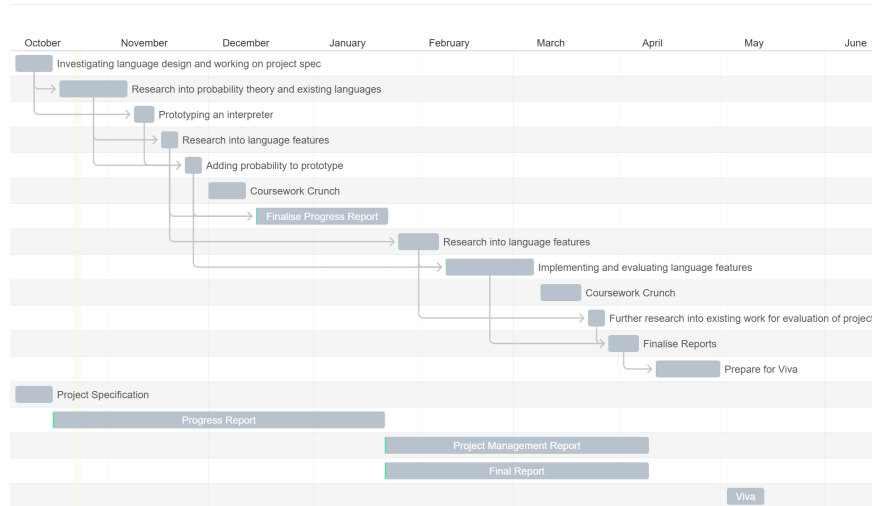 October November December January February March April May June
Investigating language design and working on project spec
Research into probability theory and existing languages
Prototyping an interpreter
Research into language features
Adding probability to prototype
Coursework Crunch
Finalise Progress Report
Research into language features
Implementing and evaluating language features
Coursework Crunch
Further research into existing work for evaluation of project
Finalise Reports
Prepare for Viva
Project Specification
Progress Report
Project Management Report
Final Report
Viva